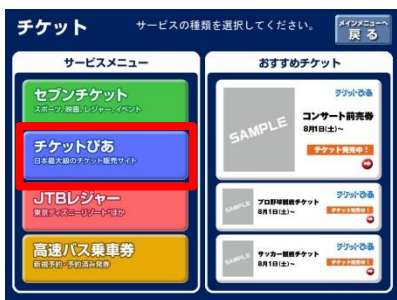 チケット
サービスの種類を選択してください。
メインメニューへ
戻る
サービスメニュー
セブンチケット
スポーツ、映画、レジャー、イベント
チケットぴあ
日本最大級のチケット販売サイト
JTBレジャー
東京ディズニーリゾート®ほか
高速バス乗車券
新規予約・予約済み発券
おすすめチケット
SAMPLE
チケットぴあ
コンサート前売券
8月1日(土)～
チケット発売中！
SAMPLE
チケットぴあ
プロ野球観戦チケット
8月1日(土)～
チケット発売中！
SAMPLE
チケットぴあ
サッカー観戦チケット
8月1日(土)～
チケット発売中！